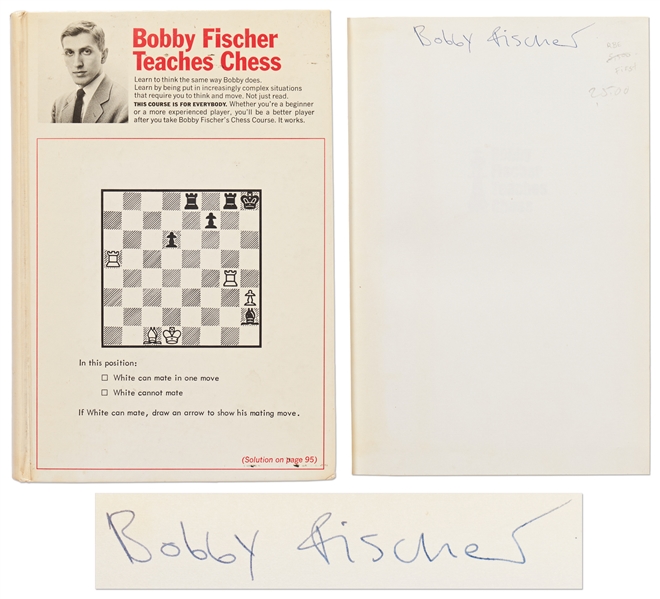 Bobby Fischer
Teaches Chess
Learn to think the same way Bobby does.
Learn by being put in increasingly complex situations
that require you to think and move. Not just read.
THIS COURSE IS FOR EVERYBODY. Whether you're a beginner
or a more experienced player, you'll be a better player
after you take Bobby Fischer's Chess Course. It works.
In this position:
☐ White can mate in one move
☐ White cannot mate
If White can mate, draw an arrow to show his mating move.
(Solution on page 95)
Bobby Fischer
Bobby Fischer